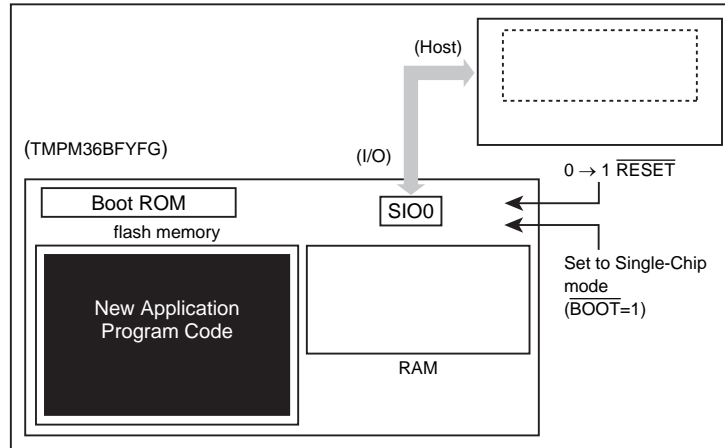 (Host)
(TMPM36BFYFG)
(I/O)
0 → 1 RESET
Boot ROM
SIO0
flash memory
Set to Single-Chip
mode
(BOOT=1)
New Application
Program Code
RAM